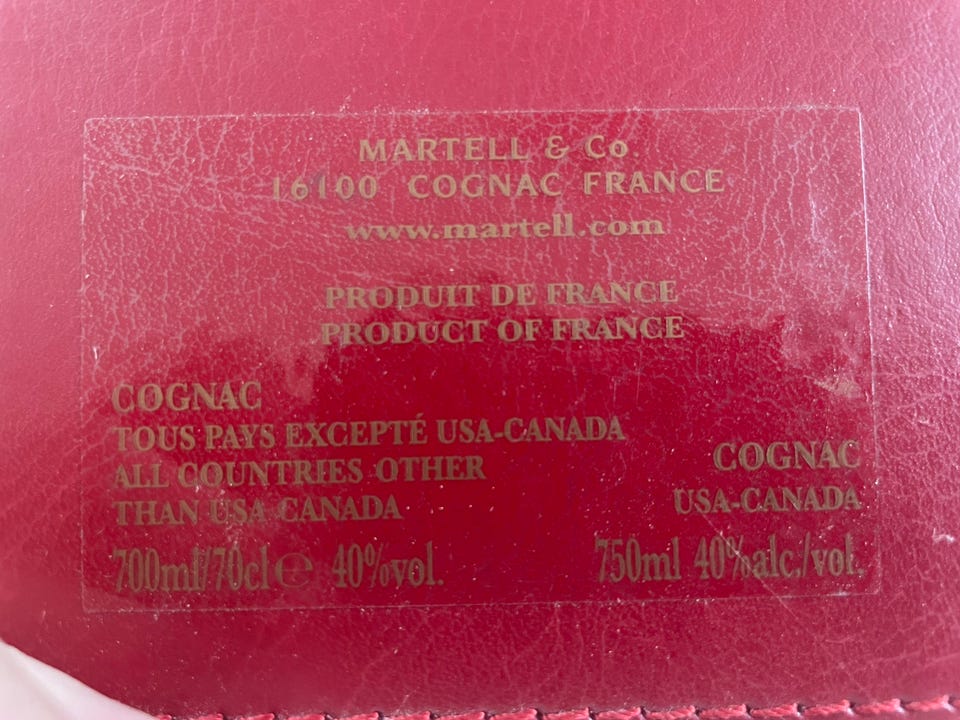 MARTELL & Co.
16100 COGNAC FRANCE
www.martell.com
PRODUIT DE FRANCE
PRODUCT OF FRANCE
COGNAC
TOUS PAYS EXCEPTÉ USA-CANADA
ALL COUNTRIES OTHER
THAN USA-CANADA
700ml/70cl e 40%vol.
COGNAC
USA-CANADA
750ml 40%alc./vol.